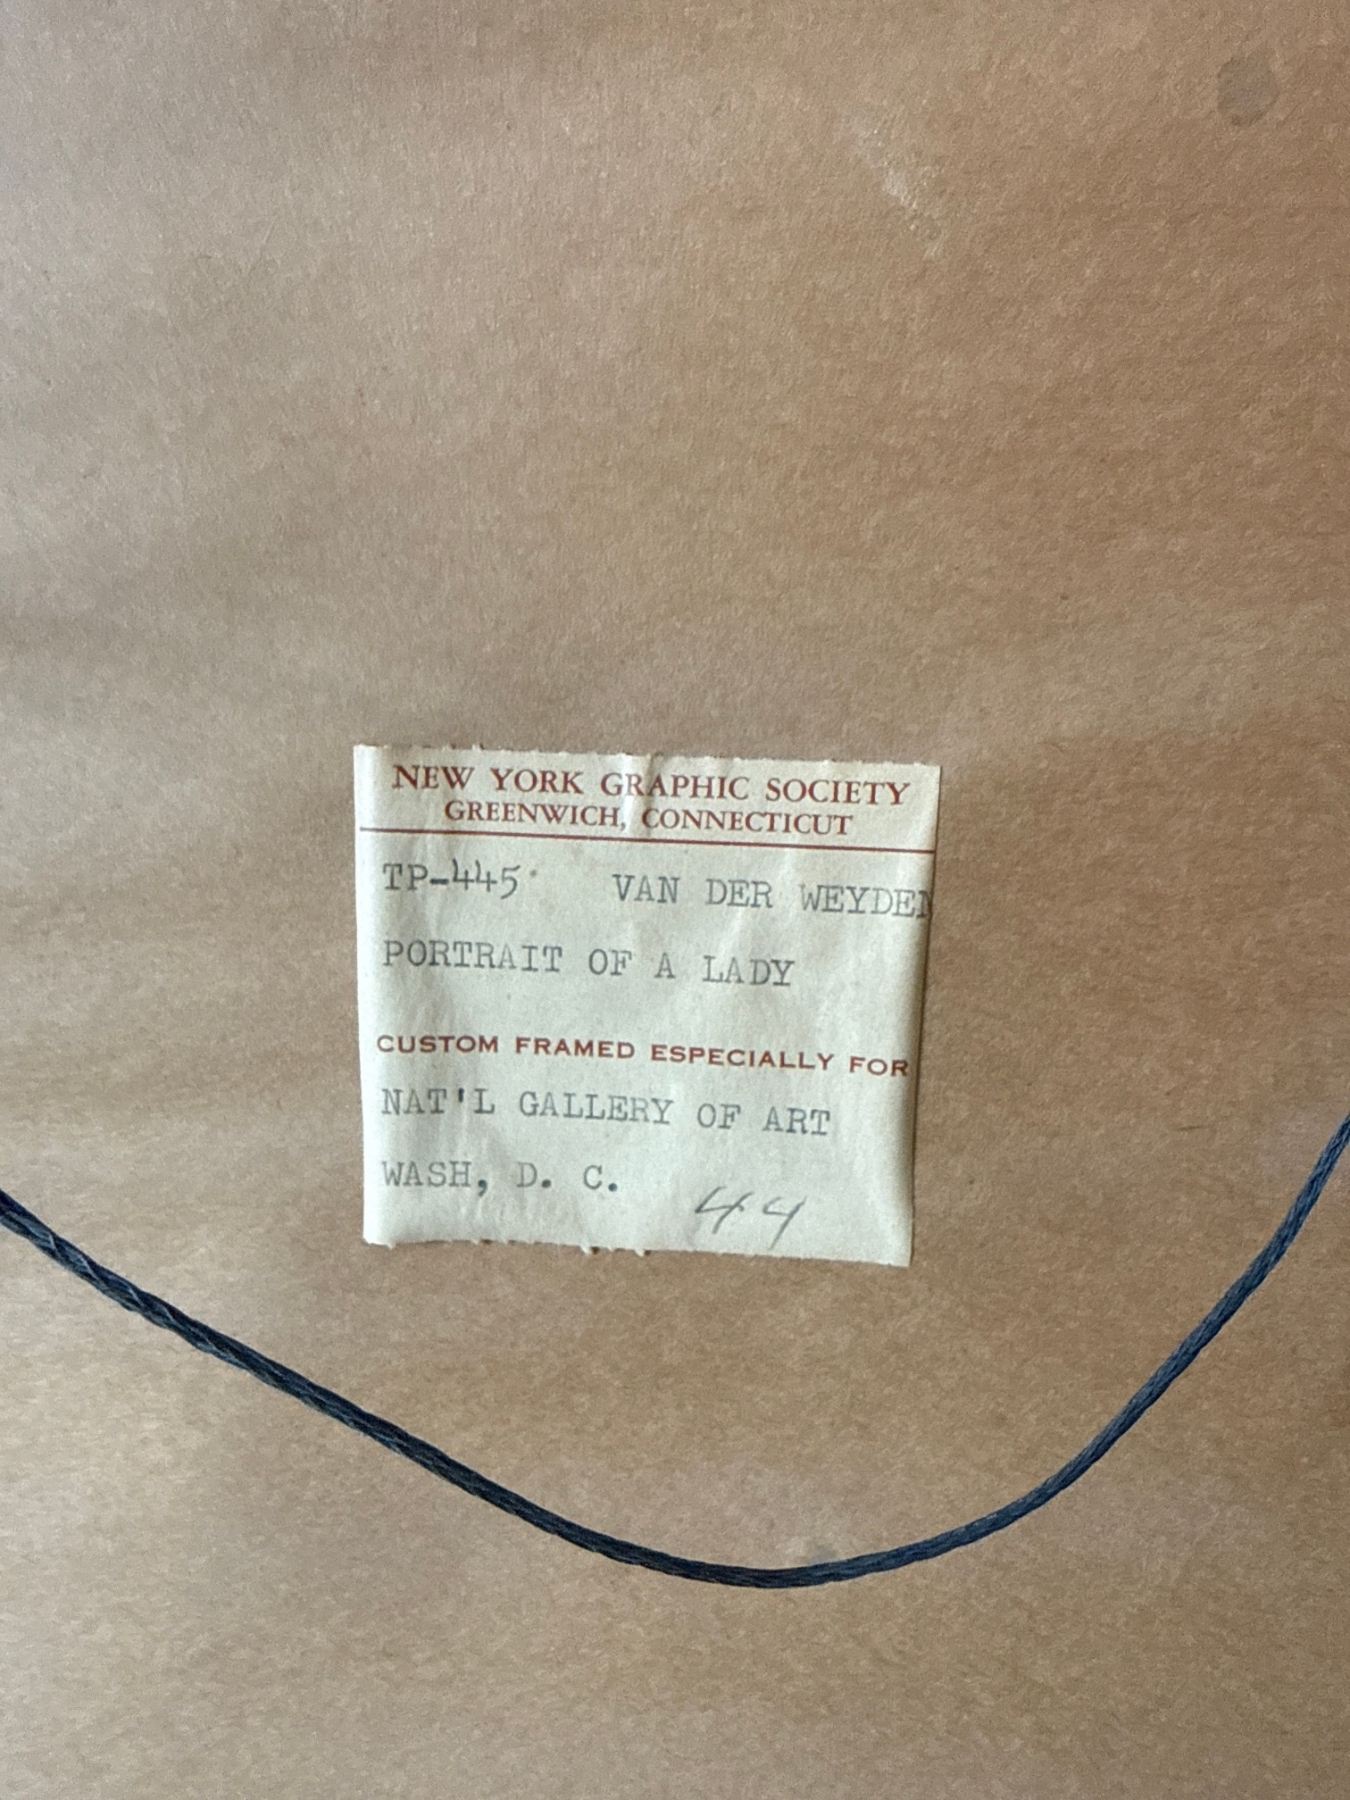 NEW YORK GRAPHIC SOCIETY
GREENWICH, CONNECTICUT
TP-445 VAN DER WEYDEN
PORTRAIT OF A LADY
CUSTOM FRAMED ESPECIALLY FOR
NAT'L GALLERY OF ART
WASH, D. C. 44